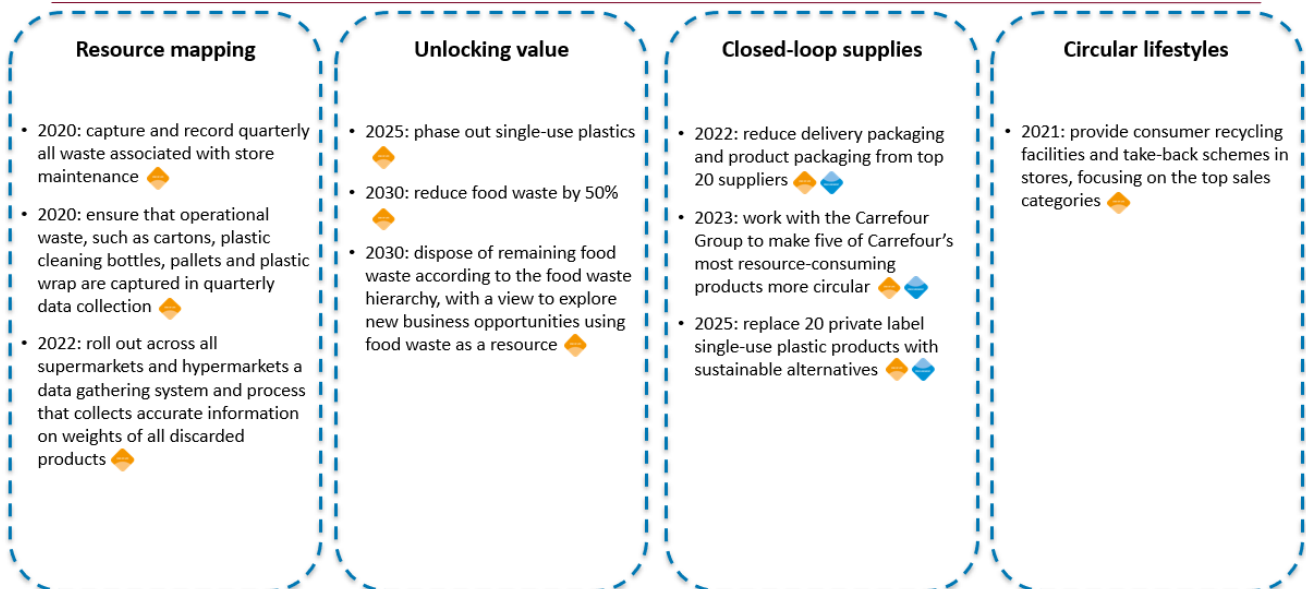 Resource mapping
• 2020: capture and record quarterly
all waste associated with store
maintenance
• 2020: ensure that operational
waste, such as cartons, plastic
cleaning bottles, pallets and plastic
wrap are captured in quarterly
data collection
• 2022: roll out across all
supermarkets and hypermarkets a
data gathering system and process
that collects accurate information
on weights of all discarded
products
Unlocking value
• 2025: phase out single-use plastics
• 2030: reduce food waste by 50%
• 2030: dispose of remaining food
waste according to the food waste
hierarchy, with a view to explore
new business opportunities using
food waste as a resource
Closed-loop supplies
• 2022: reduce delivery packaging
and product packaging from top
20 suppliers
• 2023: work with the Carrefour
Group to make five of Carrefour’s
most resource-consuming
products more circular
• 2025: replace 20 private label
single-use plastic products with
sustainable alternatives
Circular lifestyles
• 2021: provide consumer recycling
facilities and take-back schemes in
stores, focusing on the top sales
categories